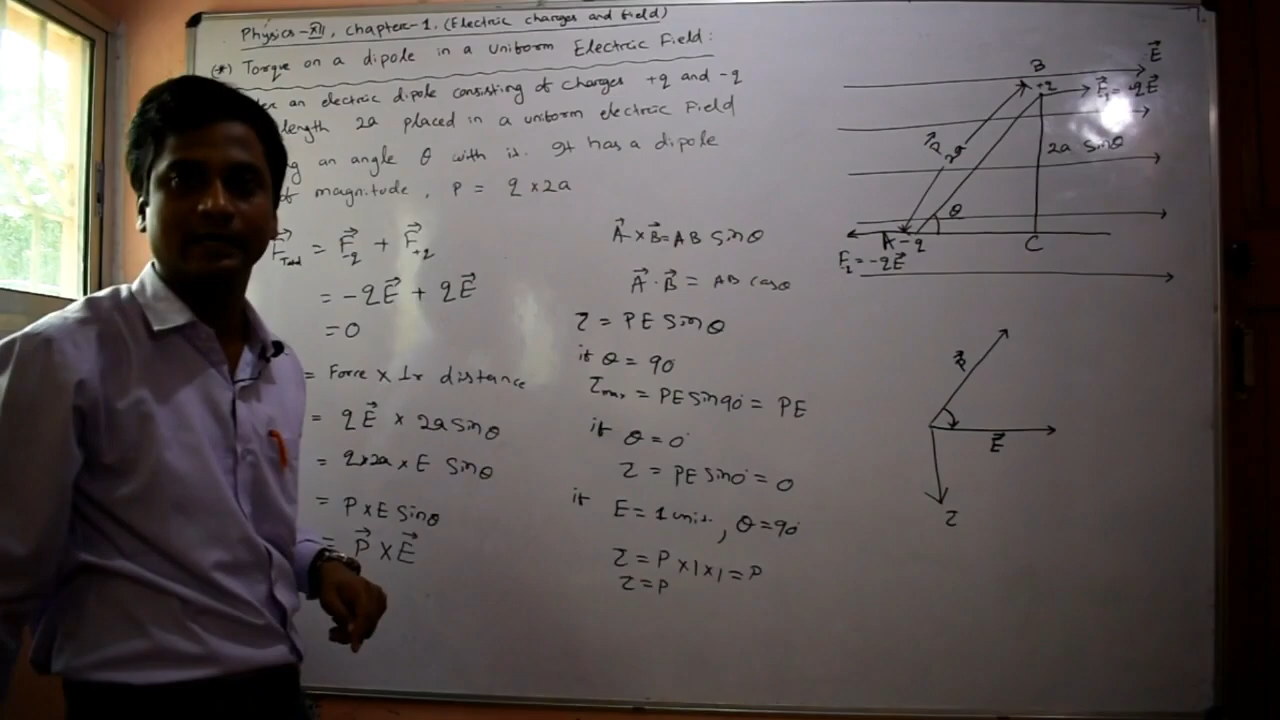 Physics-XII, chapter-1. (Electric charges and field)
(*) Torque on a dipole in a Uniform Electric Field:
an electric dipole consisting of charges +q and -q
length 2a placed in a uniform electric Field
an angle θ with it. It has a dipole
of magnitude, P = q × 2a
F⃗Total = F⃗-q + F⃗+q
= -qE⃗ + qE⃗
= 0
= Force × ⊥r distance
= qE⃗ × 2a sinθ
= q×2a × E sinθ
= P × E sinθ
= P⃗ × E⃗
A⃗ × B⃗ = AB sinθ
A⃗ · B⃗ = AB cosθ
τ = PE sinθ
if θ = 90
τmax = PE sin90° = PE
if θ = 0°
τ = PE sin0° = 0
if E = 1 unit, θ = 90°
τ = P × 1 × 1 = P
τ = P
E⃗
B
+q
F⃗1 = +qE⃗
P⃗
2a
2a sinθ
θ
A -q
C
F2 = -qE⃗
P⃗
E⃗
τ